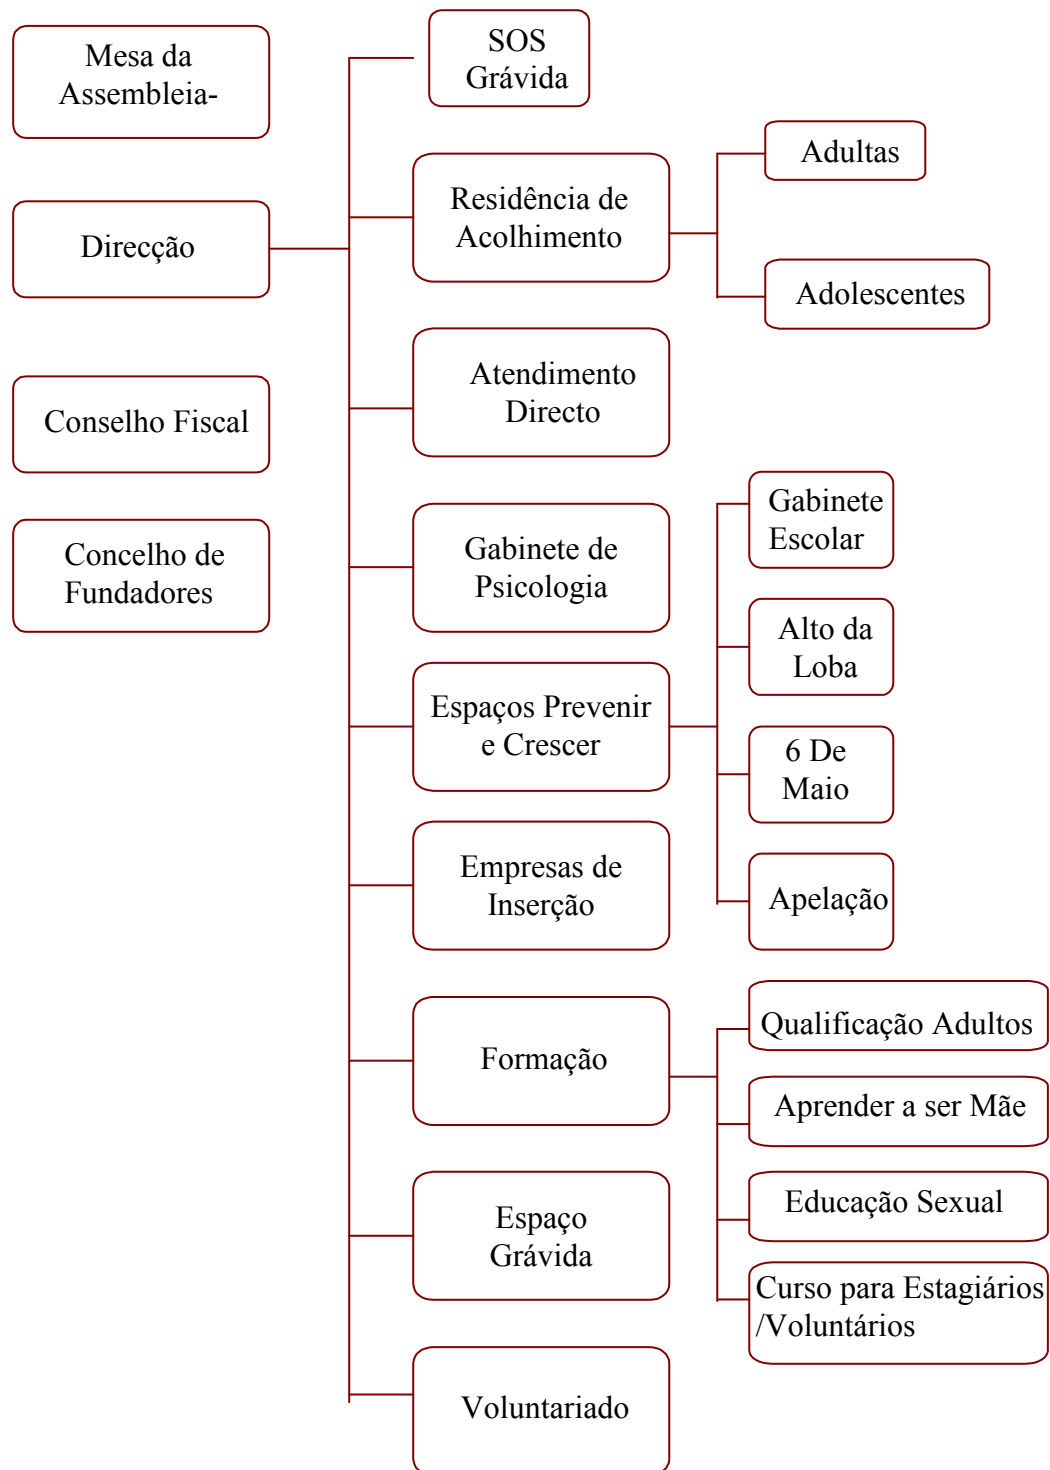 Mesa da
Assembleia-
Direcção
Conselho Fiscal
Concelho de
Fundadores
SOS
Grávida
Residência de
Acolhimento
Adultas
Adolescentes
Atendimento
Directo
Gabinete de
Psicologia
Espaços Prevenir
e Crescer
Gabinete
Escolar
Alto da
Loba
6 De
Maio
Apelação
Empresas de
Inserção
Formação
Qualificação Adultos
Aprender a ser Mãe
Educação Sexual
Curso para Estagiários
/Voluntários
Espaço
Grávida
Voluntariado